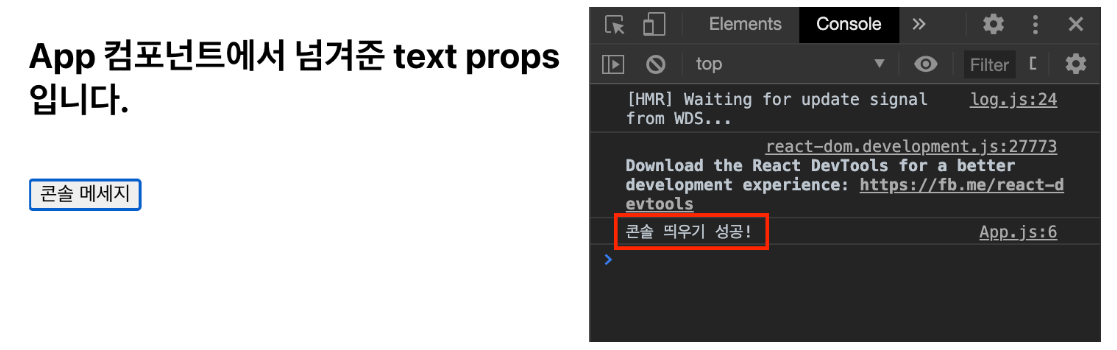 App 컴포넌트에서 넘겨준 text props
입니다.
콘솔 메세지
Elements Console »
top Filter
[HMR] Waiting for update signal log.js:24
from WDS...
react-dom.development.js:27773
Download the React DevTools for a better
development experience: https://fb.me/react-d
evtools
콘솔 띄우기 성공! App.js:6
>